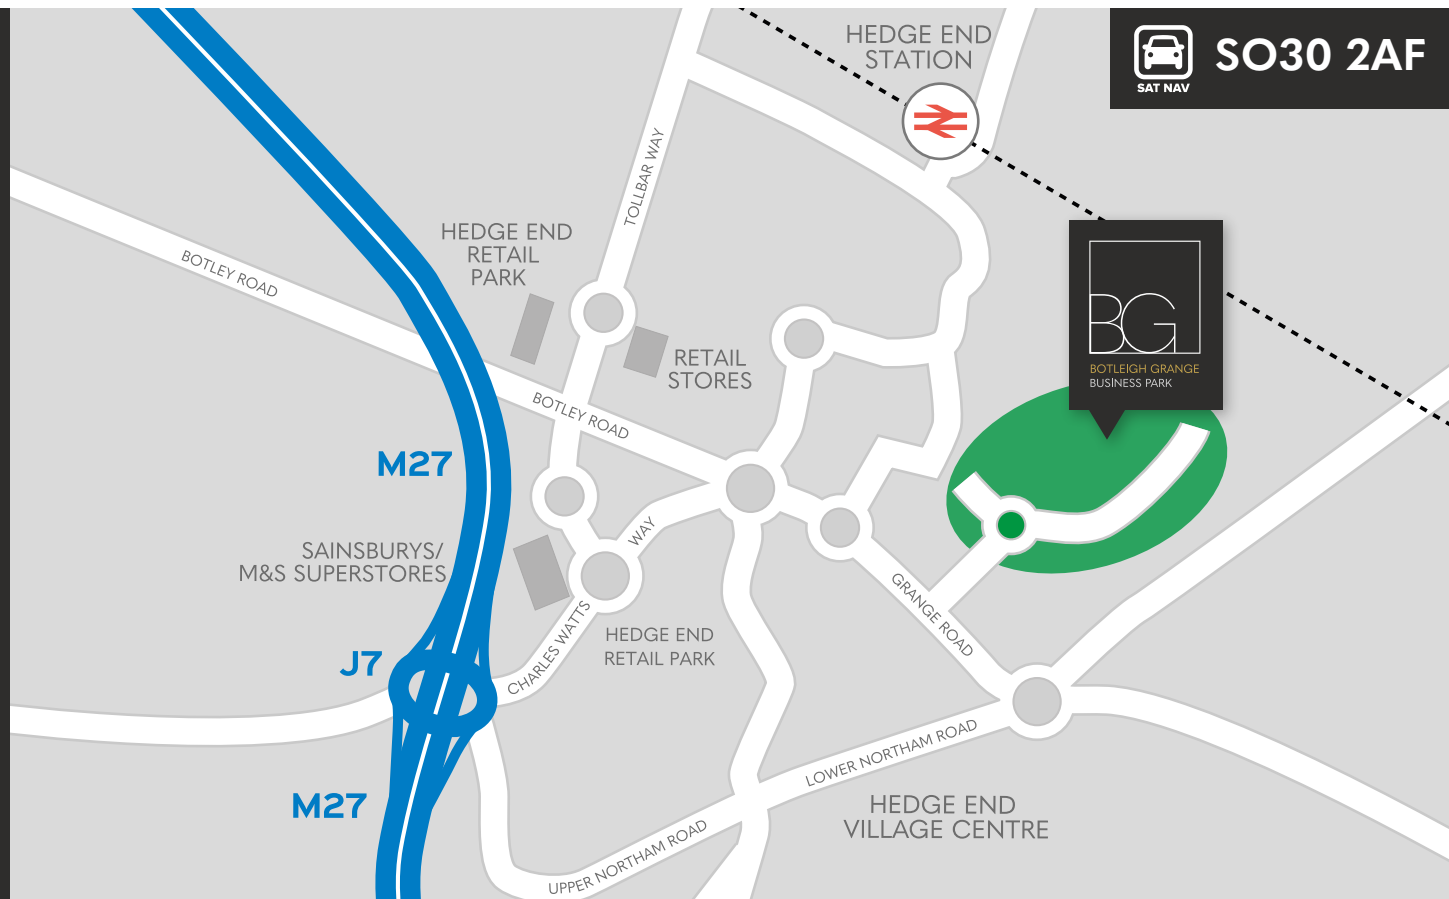 HEDGE END
STATION
SAT NAV
SO30 2AF
TOLLBAR WAY
HEDGE END
RETAIL
PARK
BOTLEY ROAD
RETAIL
STORES
BG
BOTLEIGH GRANGE
BUSINESS PARK
BOTLEY ROAD
M27
WAY
SAINSBURYS/
M&S SUPERSTORES
CHARLES WATTS
GRANGE ROAD
HEDGE END
RETAIL PARK
J7
LOWER NORTHAM ROAD
M27
HEDGE END
VILLAGE CENTRE
UPPER NORTHAM ROAD